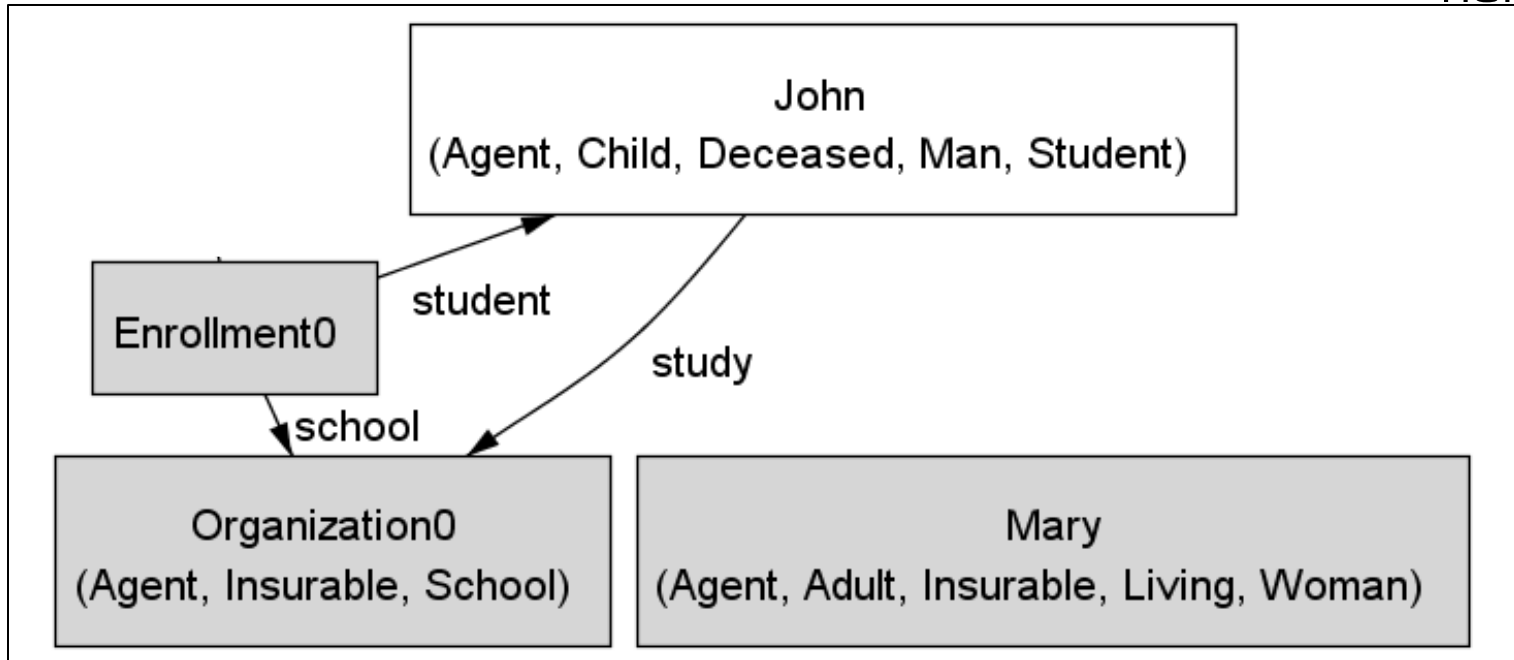 John
(Agent, Child, Deceased, Man, Student)
student
Enrollment0
study
school
Organization0
(Agent, Insurable, School)
Mary
(Agent, Adult, Insurable, Living, Woman)